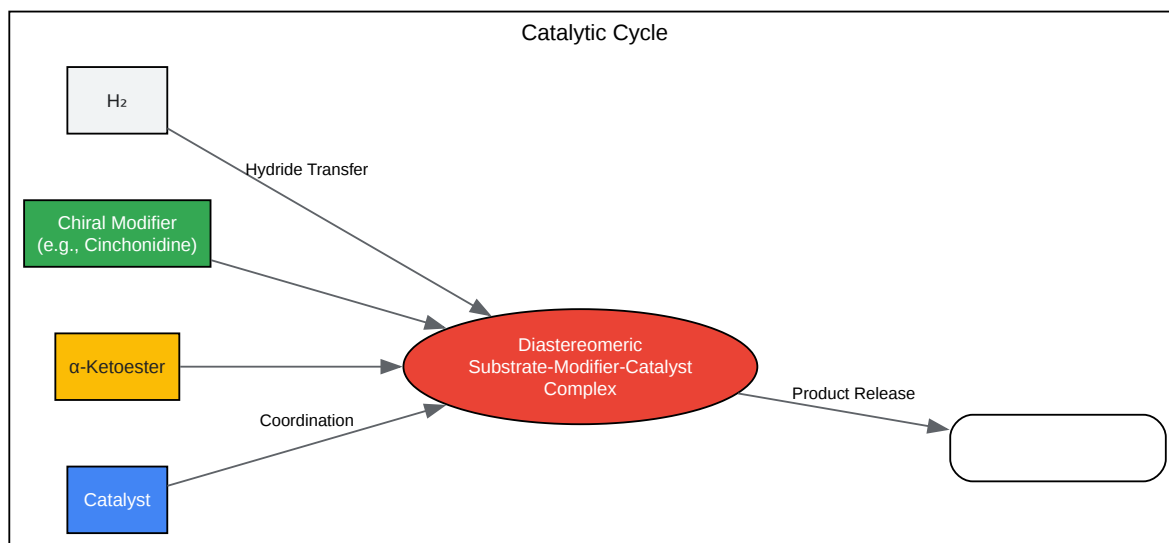 Catalytic Cycle
H₂
Hydride Transfer
Chiral Modifier
(e.g., Cinchonidine)
α-Ketoester
Diastereomeric
Substrate-Modifier-Catalyst
Complex
Product Release
Coordination
Catalyst